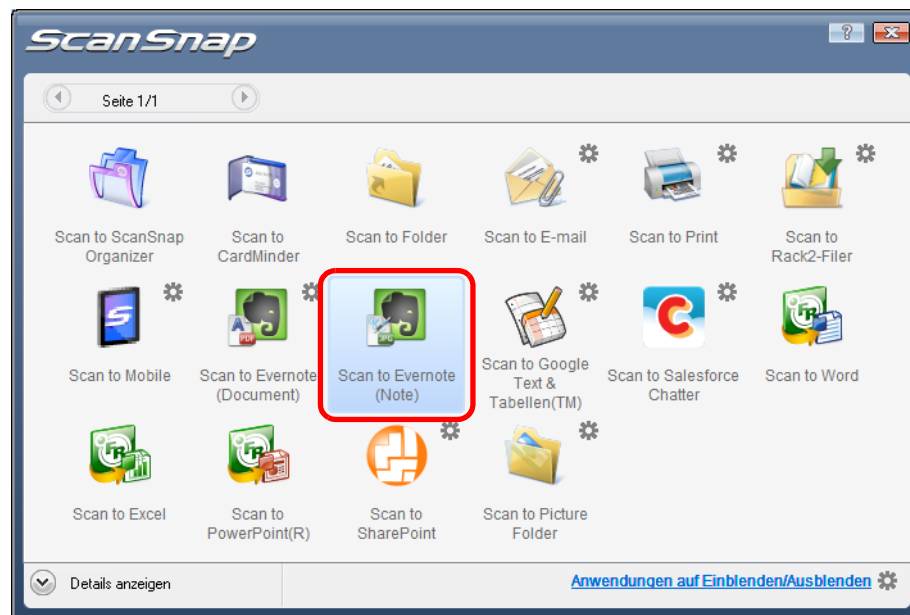 ScanSnap
?
Seite 1/1
Scan to ScanSnap
Organizer
Scan to
CardMinder
Scan to Folder
Scan to E-mail
Scan to Print
Scan to
Rack2-Filer
Scan to Mobile
Scan to Evernote
(Document)
Scan to Evernote
(Note)
Scan to Google
Text &
Tabellen(TM)
Scan to Salesforce
Chatter
Scan to Word
Scan to Excel
Scan to
PowerPoint(R)
Scan to
SharePoint
Scan to Picture
Folder
Details anzeigen
Anwendungen auf Einblenden/Ausblenden